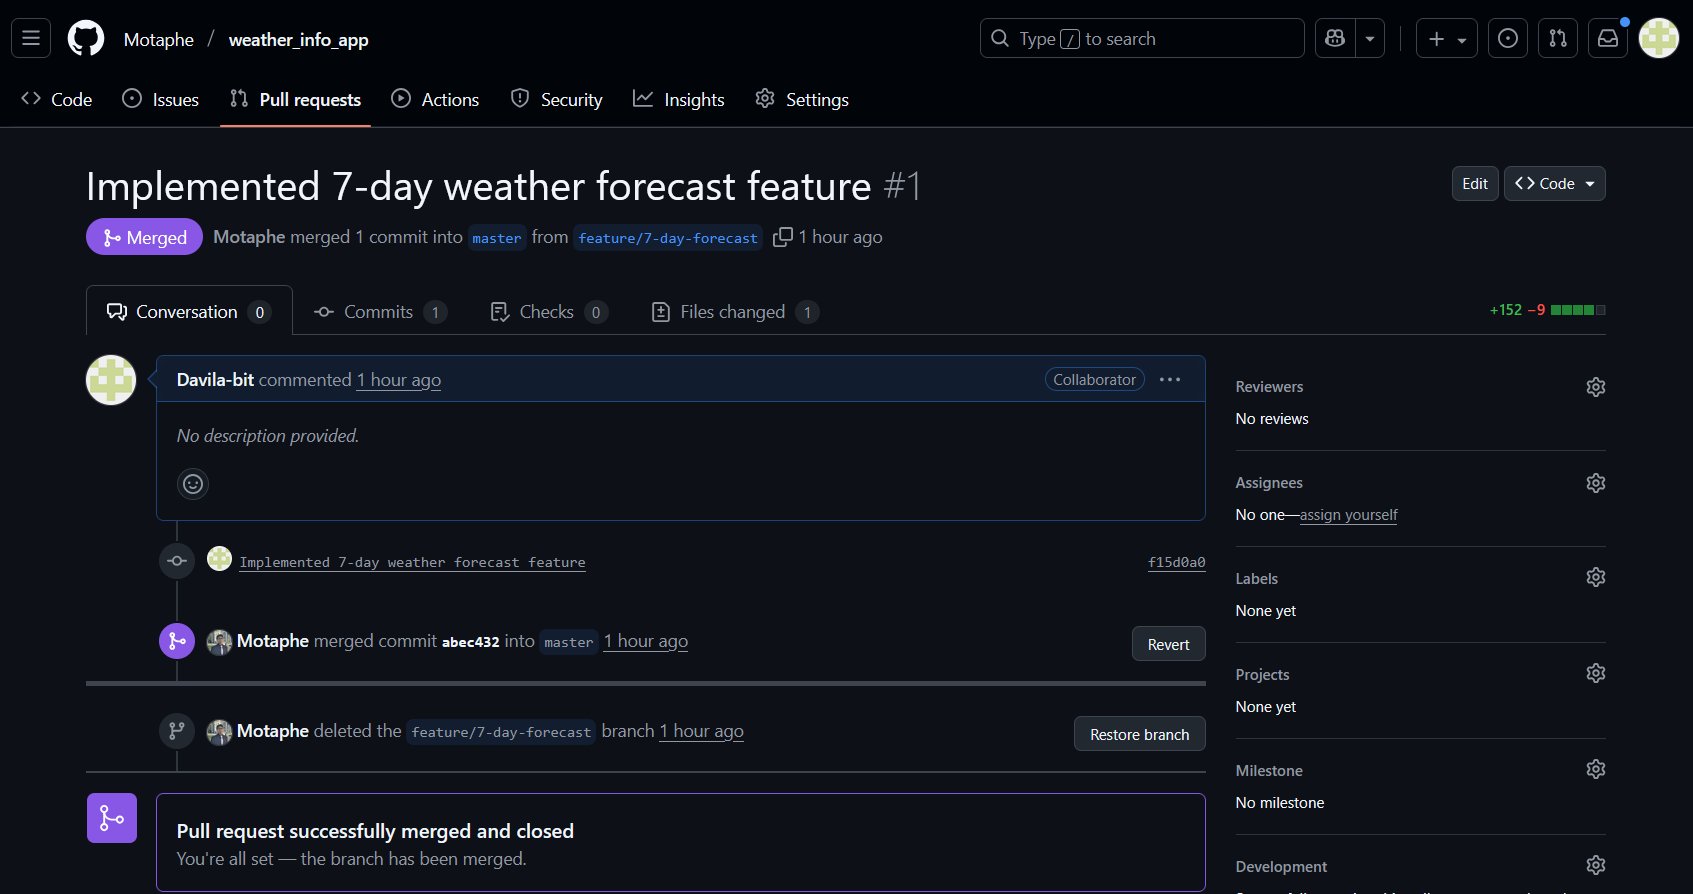 Motaphe / weather_info_app
Type / to search
Code
Issues
Pull requests
Actions
Security
Insights
Settings
Implemented 7-day weather forecast feature #1
Edit
Code
Merged
Motaphe merged 1 commit into master from feature/7-day-forecast 1 hour ago
Conversation 0
Commits 1
Checks 0
Files changed 1
+152 −9
Davila-bit commented 1 hour ago
Collaborator
No description provided.
Implemented 7-day weather forecast feature
f15d0a0
Motaphe merged commit abec432 into master 1 hour ago
Revert
Motaphe deleted the feature/7-day-forecast branch 1 hour ago
Restore branch
Pull request successfully merged and closed
You're all set — the branch has been merged.
Reviewers
No reviews
Assignees
No one—assign yourself
Labels
None yet
Projects
None yet
Milestone
No milestone
Development